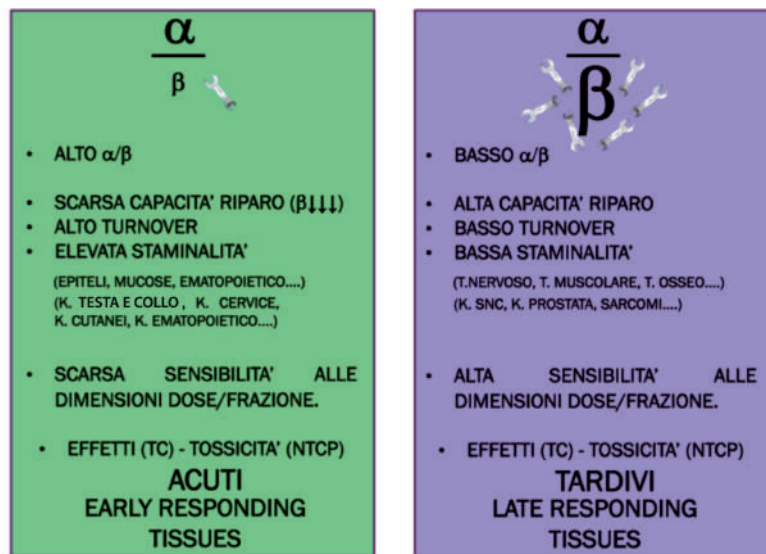 α
β
• ALTO α/β
• SCARSA CAPACITA' RIPARO (β↓↓↓)
• ALTO TURNOVER
• ELEVATA STAMINALITA'
(EPITELI, MUCOSE, EMATOPOIETICO....)
(K. TESTA E COLLO , K. CERVICE,
K. CUTANEI, K. EMATOPOIETICO....)
• SCARSA SENSIBILITA' ALLE
DIMENSIONI DOSE/FRAZIONE.
• EFFETTI (TC) - TOSSICITA' (NTCP)
ACUTI
EARLY RESPONDING
TISSUES
α
β
• BASSO α/β
• ALTA CAPACITA' RIPARO
• BASSO TURNOVER
• BASSA STAMINALITA'
(T.NERVOSO, T. MUSCOLARE, T. OSSEO....)
(K. SNC, K. PROSTATA, SARCOMI....)
• ALTA SENSIBILITA' ALLE
DIMENSIONI DOSE/FRAZIONE.
• EFFETTI (TC) - TOSSICITA' (NTCP)
TARDIVI
LATE RESPONDING
TISSUES